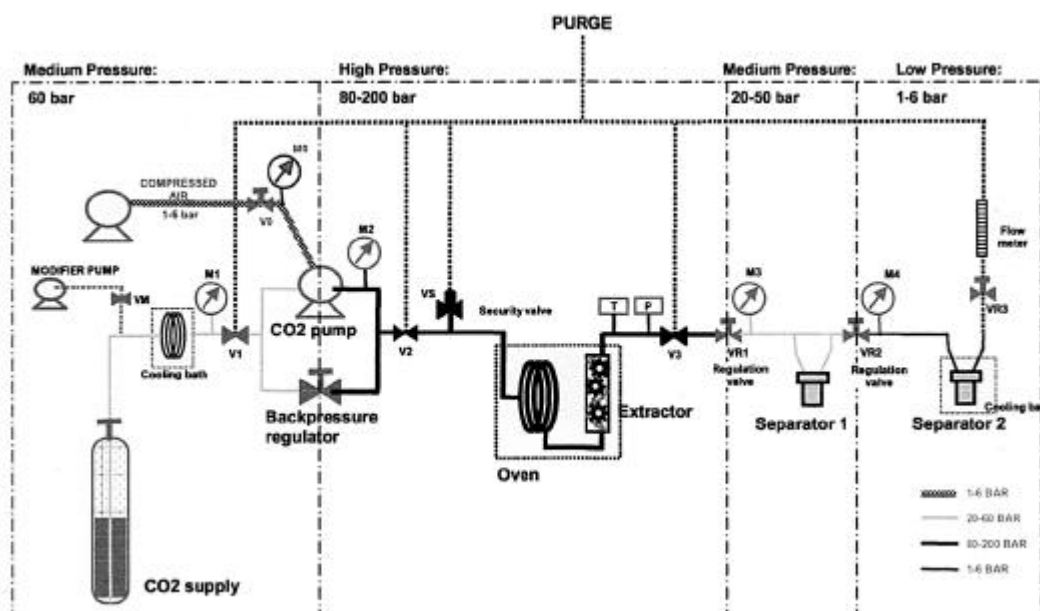 PURGE
Medium Pressure:
60 bar
High Pressure:
80-200 bar
Medium Pressure:
20-50 bar
Low Pressure:
1-6 bar
COMPRESSED
AIR
1-6 bar
V0
MODIFIER PUMP
VM
M1
M2
VS
Security valve
CO2 pump
V1
V2
Cooling bath
Backpressure
regulator
T
P
V3
Extractor
Oven
M3
M4
VR1
Regulation
valve
VR2
Regulation
valve
Flow
meter
VR3
Separator 1
Separator 2
Cooling ba
CO2 supply
1-6 BAR
20-60 BAR
80-200 BAR
1-6 BAR